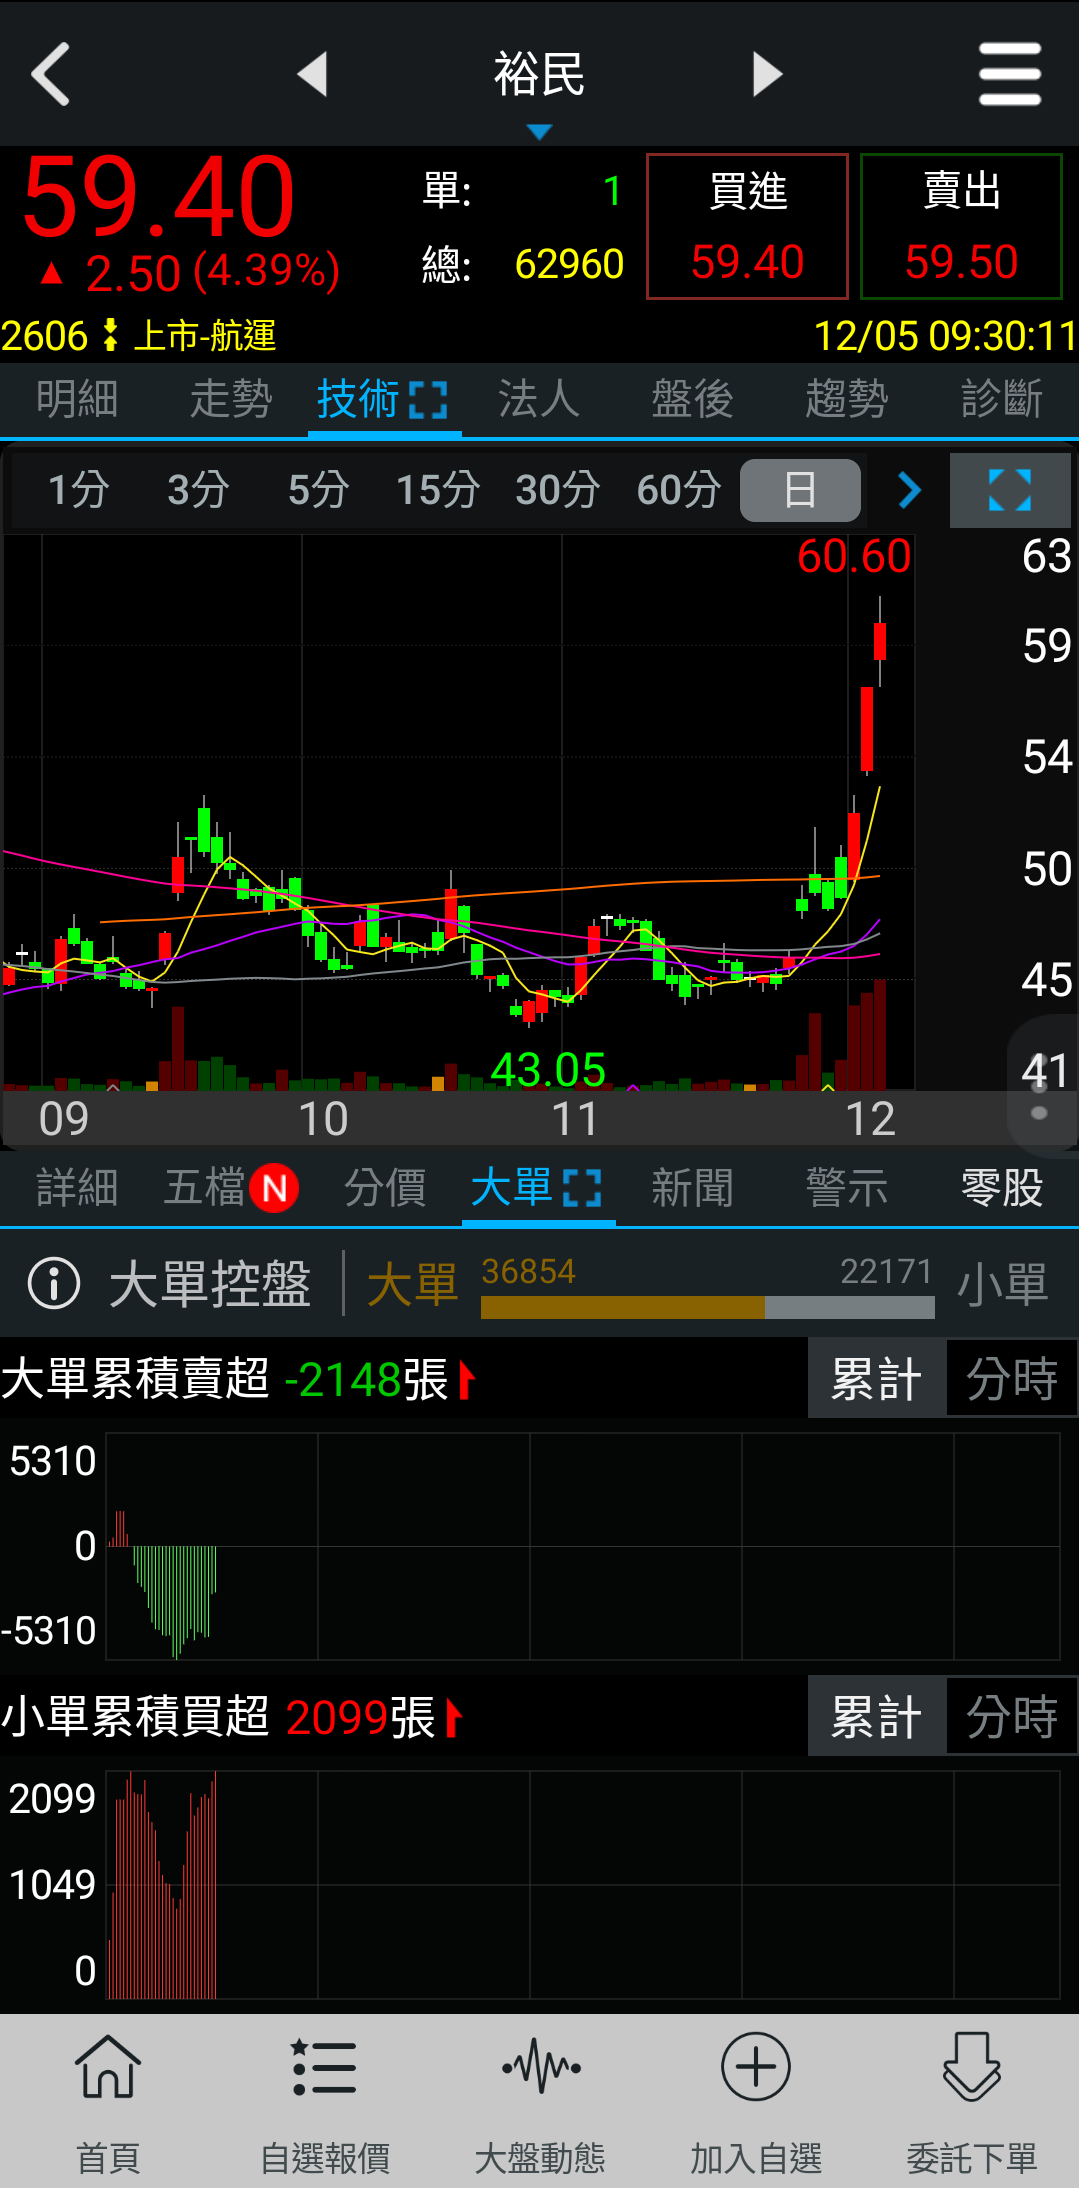 裕民
59.40
▲ 2.50 (4.39%)
單: 1
總: 62960
買進
59.40
賣出
59.50
2606 上市-航運 12/05 09:30:11
明細 走勢 技術 法人 盤後 趨勢 診斷
1分 3分 5分 15分 30分 60分 日
60.60
63
59
54
50
45
41
43.05
09 10 11 12
詳細 五檔 N 分價 大單 新聞 警示 零股
大單控盤 大單 36854 22171 小單
大單累積賣超 -2148張 累計 分時
5310
0
-5310
小單累積買超 2099張 累計 分時
2099
1049
0
首頁 自選報價 大盤動態 加入自選 委託下單